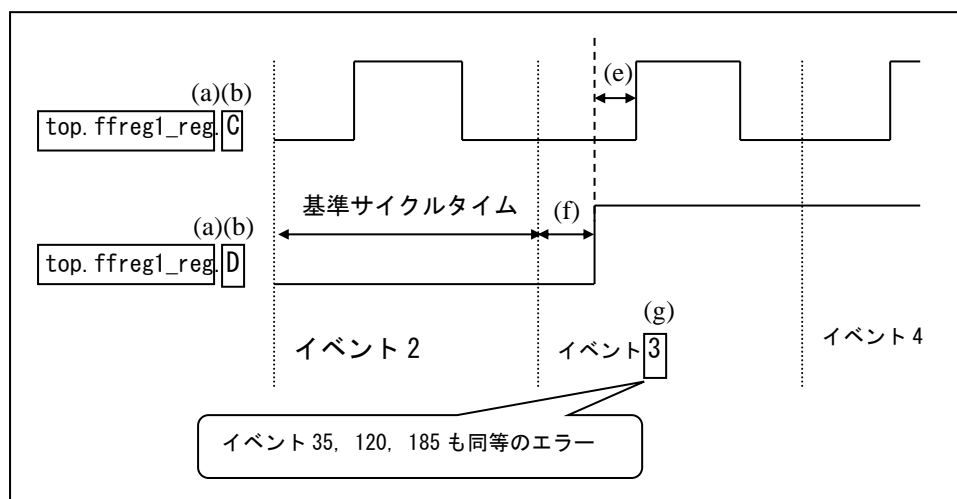 (e)
(a)(b)
top.ffreg1_reg.C
基準サイクルタイム
(f)
(a)(b)
top.ffreg1_reg.D
(g)
イベント2
イベント3
イベント4
イベント35, 120, 185も同等のエラー